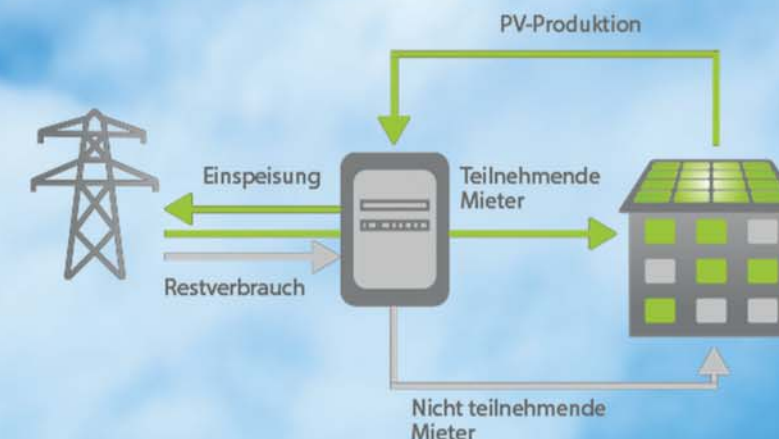 PV-Produktion
Einspeisung
Teilnehmende
Mieter
Restverbrauch
Nicht teilnehmende
Mieter